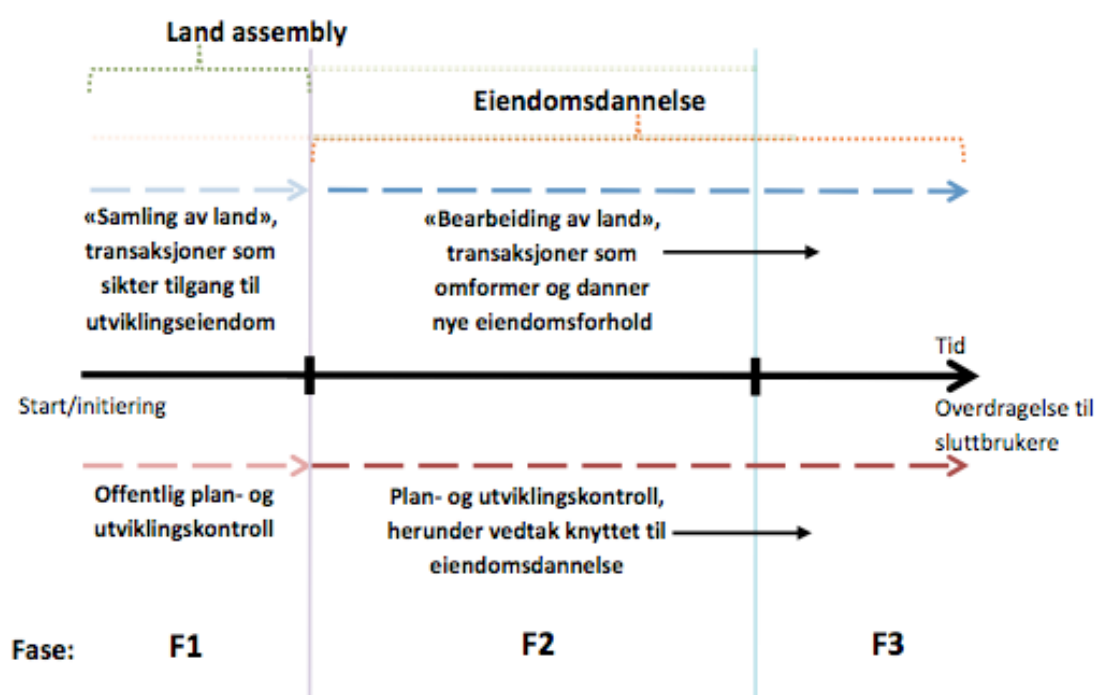 Land assembly
Eiendomsdannelse
«Samling av land»,
transaksjoner som
sikter tilgang til
utviklingseiendom
«Bearbeiding av land»,
transaksjoner som
omformer og danner
nye eiendomsforhold
Tid
Start/initiering
Overdragelse til
sluttbrukere
Offentlig plan- og
utviklingskontroll
Plan- og utviklingskontroll,
herunder vedtak knyttet til
eiendomsdannelse
Fase: F1 F2 F3